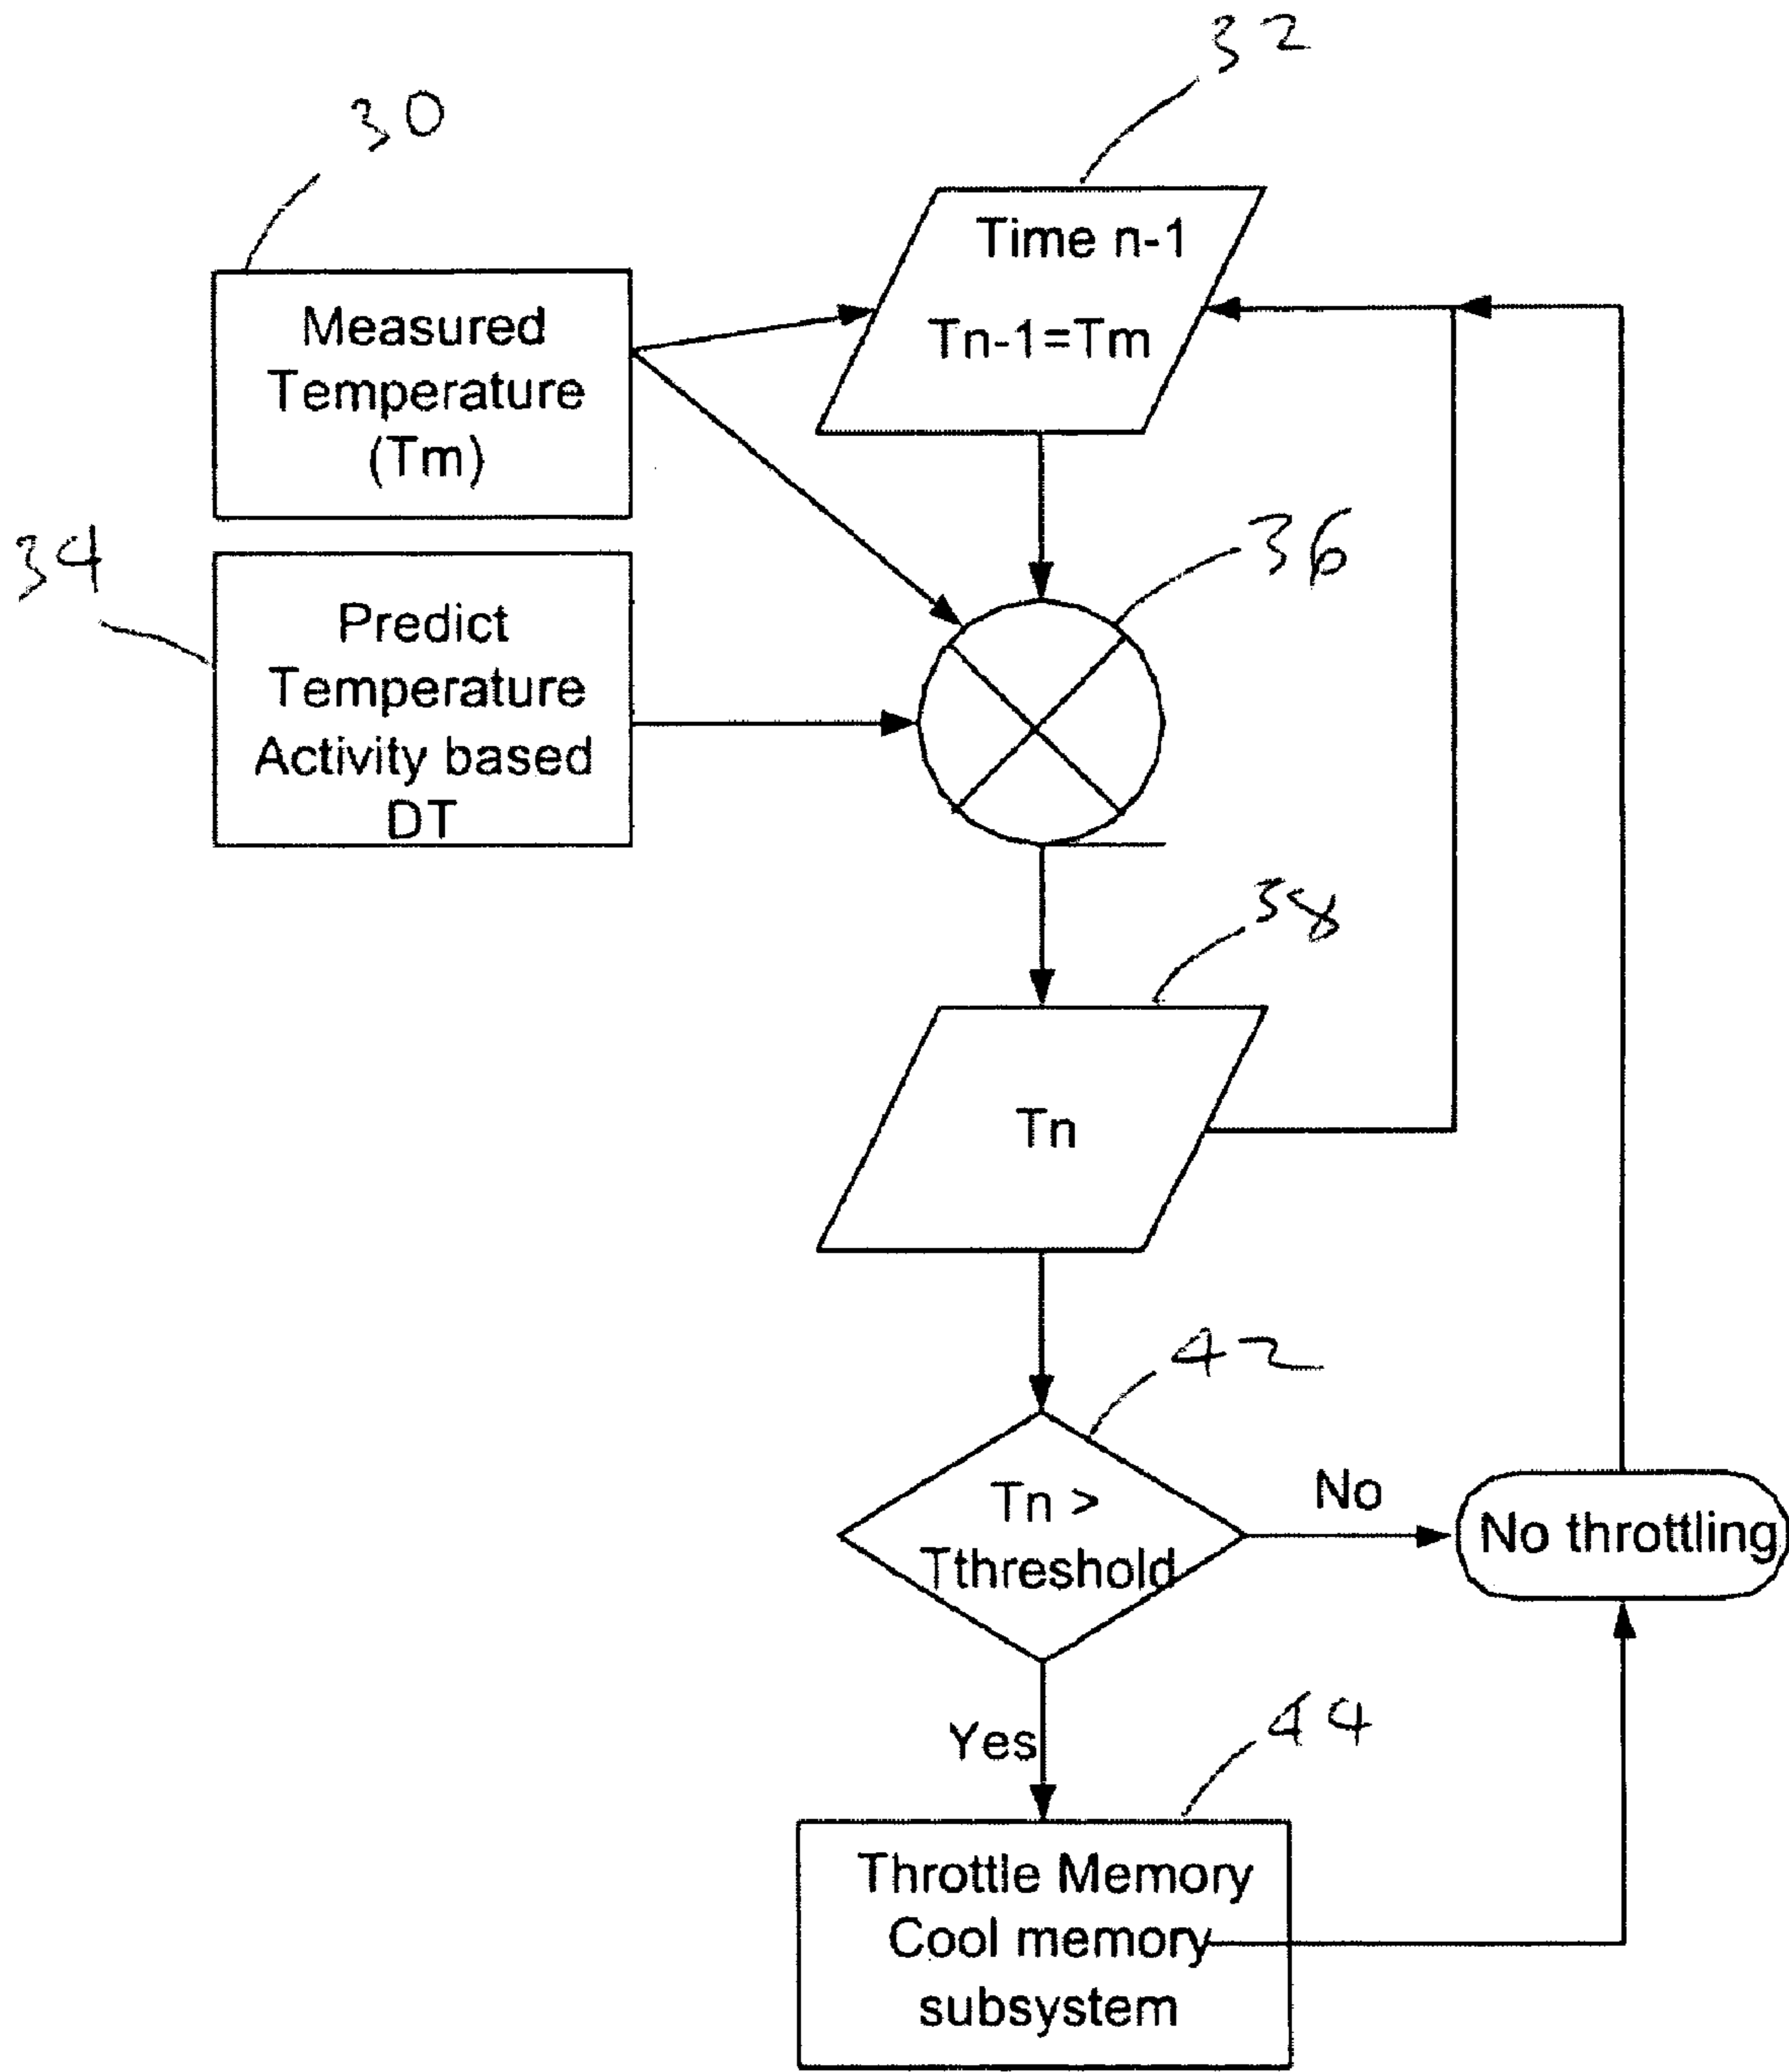 32
30
Time n-1
Tn-1=Tm
Measured
Temperature
(Tm)
34
36
Predict
Temperature
Activity based
DT
38
Tn
42
Tn >
Tthreshold
No
No throttling
Yes
44
Throttle Memory
Cool memory
subsystem